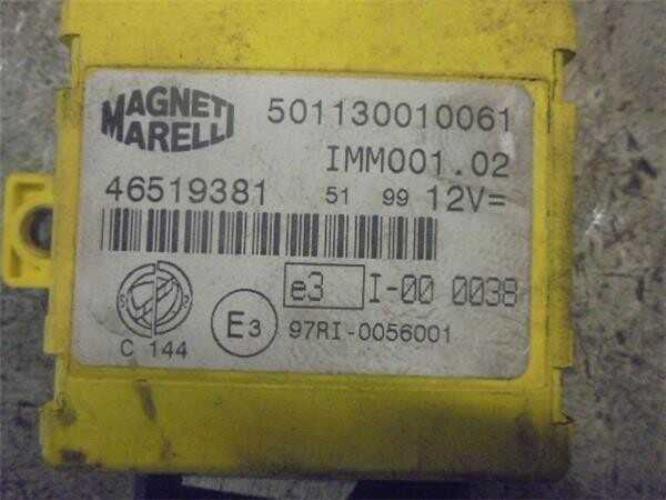 MAGNETI MARELLI
501130010061
IMM001.02
46519381 51 99 12V=
e3 I-00 0038
E3 97RI-0056001
C 144